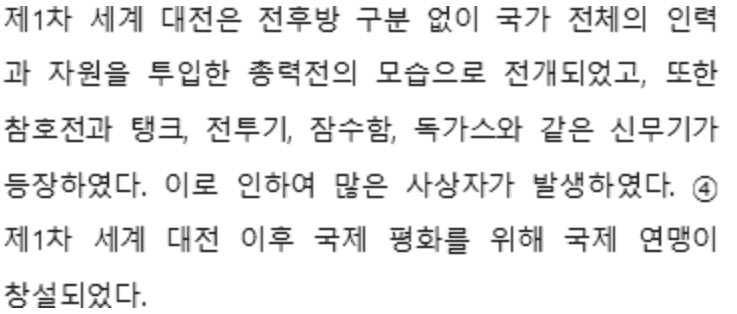 제1차 세계 대전은 전후방 구분 없이 국가 전체의 인력
과 자원을 투입한 총력전의 모습으로 전개되었고, 또한
참호전과 탱크, 전투기, 잠수함, 독가스와 같은 신무기가
등장하였다. 이로 인하여 많은 사상자가 발생하였다. ④
제1차 세계 대전 이후 국제 평화를 위해 국제 연맹이
창설되었다.